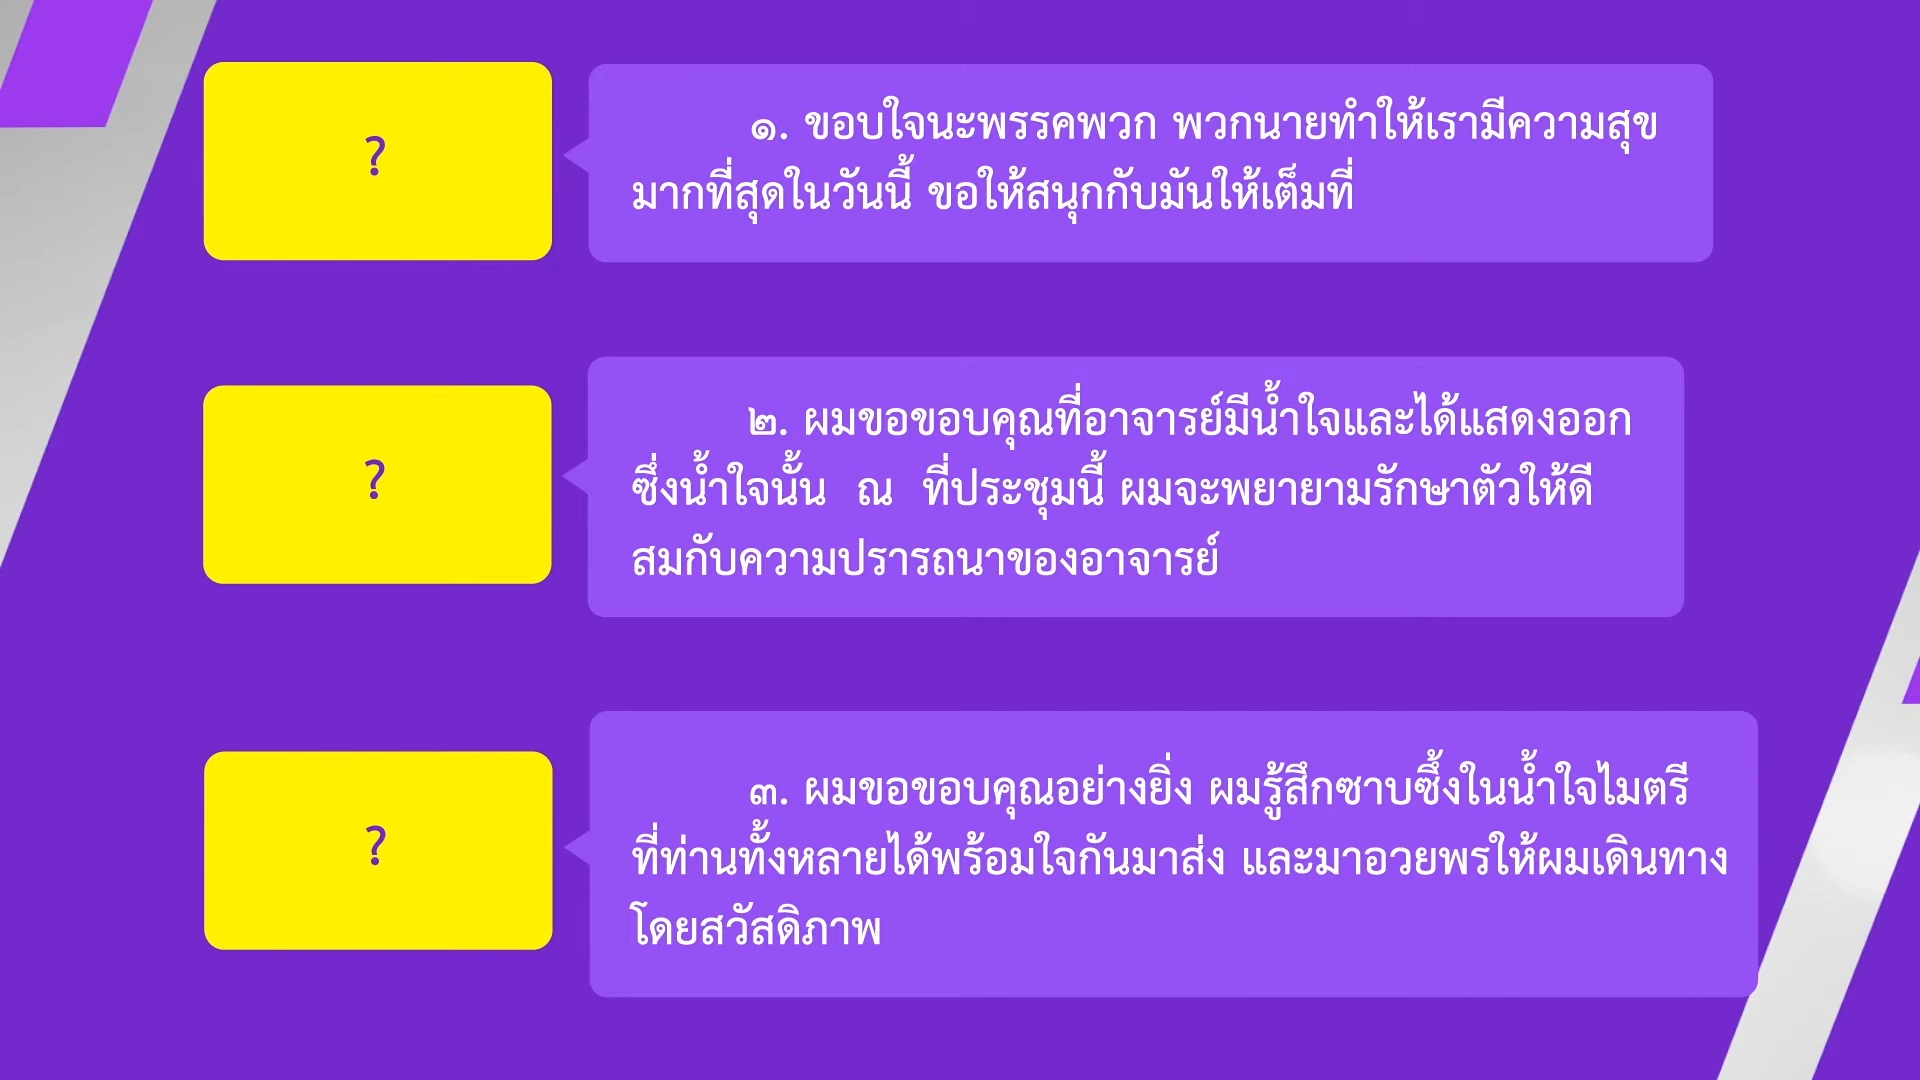 ?
๑. ขอบใจนะพรรคพวก พวกนายทำให้เรามีความสุข
มากที่สุดในวันนี้ ขอให้สนุกกับมันให้เต็มที่
?
๒. ผมขอขอบคุณที่อาจารย์มีน้ำใจและได้แสดงออก
ซึ่งน้ำใจนั้น ณ ที่ประชุมนี้ ผมจะพยายามรักษาตัวให้ดี
สมกับความปรารถนาของอาจารย์
?
๓. ผมขอขอบคุณอย่างยิ่ง ผมรู้สึกซาบซึ้งในน้ำใจไมตรี
ที่ท่านทั้งหลายได้พร้อมใจกันมาส่ง และมาอวยพรให้ผมเดินทาง
โดยสวัสดิภาพ